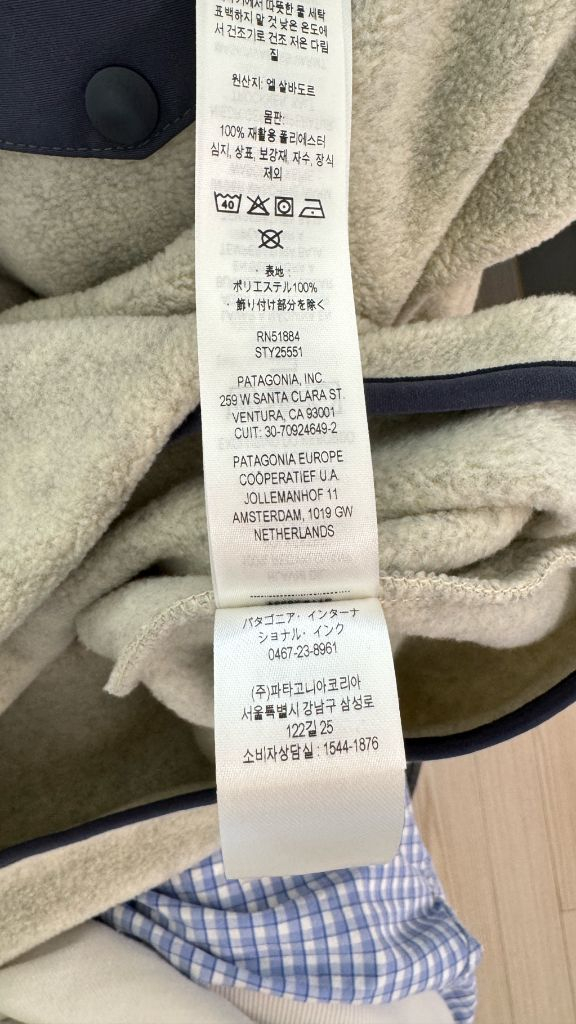 따뜻한 물 세탁
표백하지 말 것 낮은 온도에
서 건조기로 건조 저온 다림
질
원산지: 엘 살바도르
몸판:
100% 재활용 폴리에스터
심지, 상표, 보강재, 자수, 장식
제외
40
・表地:
ポリエステル100%
・飾り付け部分を除く
RN51884
STY25551
PATAGONIA, INC.
259 W SANTA CLARA ST.
VENTURA, CA 93001
CUIT: 30-70924649-2
PATAGONIA EUROPE
COÖPERATIEF U.A.
JOLLEMANHOF 11
AMSTERDAM, 1019 GW
NETHERLANDS
パタゴニア・インターナ
ショナル・インク
0467-23-8961
(주)파타고니아코리아
서울특별시 강남구 삼성로
122길 25
소비자상담실 : 1544-1876